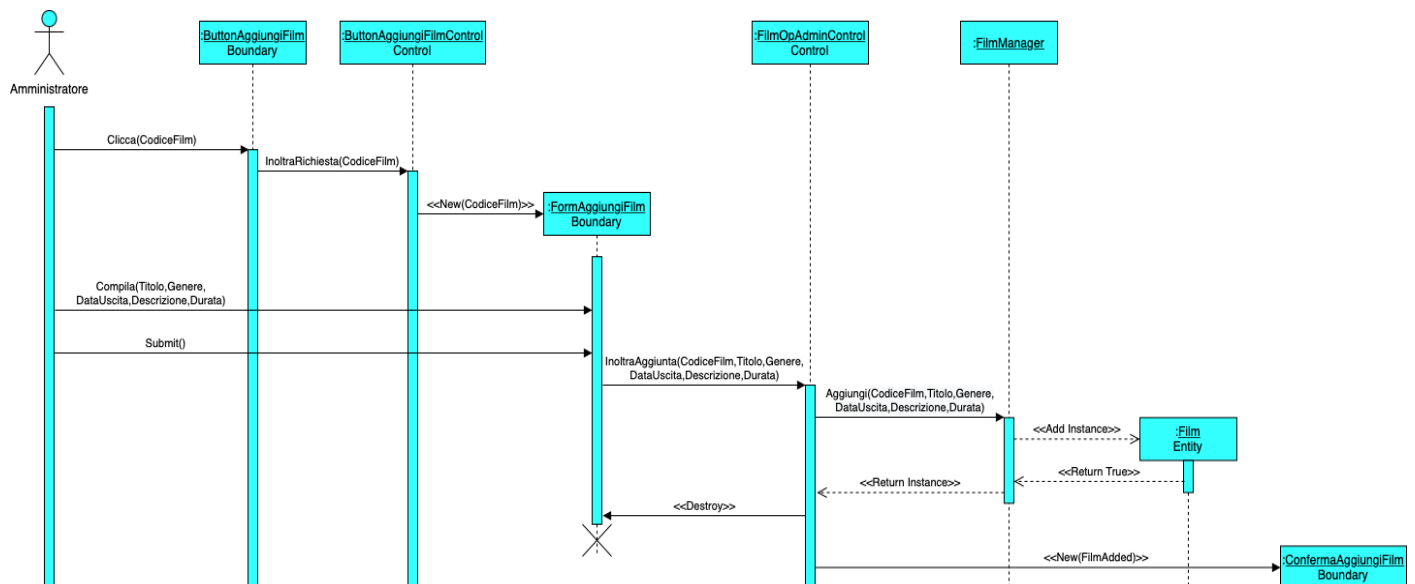 :ButtonAggiungiFilm
Boundary
:ButtonAggiungiFilmControl
Control
:FilmOpAdminControl
Control
:FilmManager
Amministratore
Clicca(CodiceFilm)
InoltraRichiesta(CodiceFilm)
<<New(CodiceFilm)>>
:FormAggiungiFilm
Boundary
Compila(Titolo,Genere,
DataUscita,Descrizione,Durata)
Submit()
InoltraAggiunta(CodiceFilm,Titolo,Genere,
DataUscita,Descrizione,Durata)
Aggiungi(CodiceFilm,Titolo,Genere,
DataUscita,Descrizione,Durata)
<<Add Instance>>
:Film
Entity
<<Return True>>
<<Return Instance>>
<<Destroy>>
<<New(FilmAdded)>>
:ConfermaAggiungiFilm
Boundary